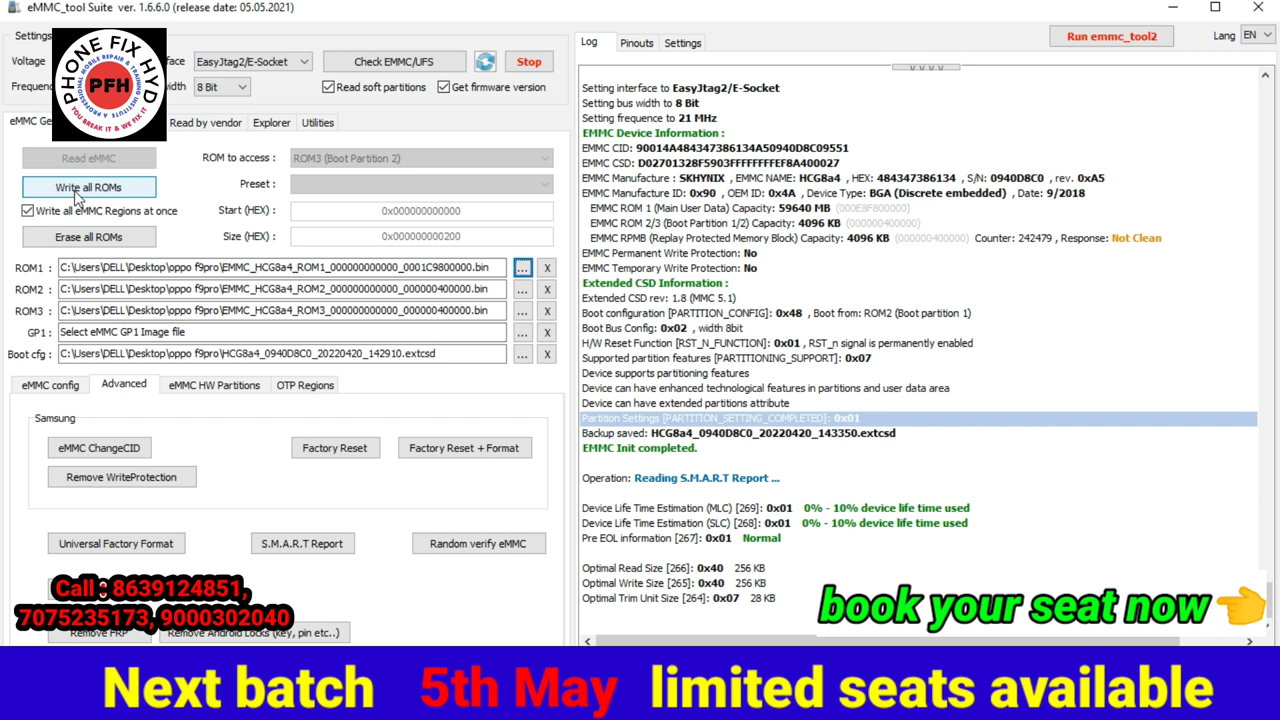 eMMC_tool Suite ver. 1.6.6.0 (release date: 05.05.2021)
Settings
Voltage
face EasyJtag2/E-Socket Check EMMC/UFS Stop
Frequenc
width 8 Bit Read soft partitions Get firmware version
PHONE FIX HYD
PROFESSIONAL MOBILE REPAIR & TRAINING INSTITUTE
PFH
YOU BREAK IT & WE FIX IT
eMMC Ge Read by vendor Explorer Utilities
Read eMMC ROM to access : ROM3 (Boot Partition 2)
Write all ROMs Preset :
Write all eMMC Regions at once Start (HEX) : 0x000000000000
Erase all ROMs Size (HEX) : 0x000000000200
ROM1 : C:\Users\DELL\Desktop\pppo f9pro\EMMC_HCG8a4_ROM1_000000000000_0001C9800000.bin ... X
ROM2 : C:\Users\DELL\Desktop\pppo f9pro\EMMC_HCG8a4_ROM2_000000000000_000000400000.bin ... X
ROM3 : C:\Users\DELL\Desktop\pppo f9pro\EMMC_HCG8a4_ROM3_000000000000_000000400000.bin ... X
GP1 : Select eMMC GP1 Image file ... X
Boot cfg : C:\Users\DELL\Desktop\pppo f9pro\HCG8a4_0940D8C0_20220420_142910.extcsd ... X
eMMC config Advanced eMMC HW Partitions OTP Regions
Samsung
eMMC ChangeCID Factory Reset Factory Reset + Format
Remove WriteProtection
Universal Factory Format S.M.A.R.T Report Random verify eMMC
Call : 8639124851,
7075235173, 9000302040
Remove FRP Remove Android Locks (key, pin etc..)
Log Pinouts Settings Run emmc_tool2 Lang EN
Setting interface to EasyJtag2/E-Socket
Setting bus width to 8 Bit
Setting frequency to 21 MHz
EMMC Device Information :
EMMC CID: 90014A484347386134A50940D8C09551
EMMC CSD: D02701328F5903FFFFFFFFEF8A400027
EMMC Manufacture : SKHYNIX , EMMC NAME: HCG8a4 , HEX: 484347386134 , S/N: 0940D8C0 , rev. 0xA5
EMMC Manufacture ID: 0x90 , OEM ID: 0x4A , Device Type: BGA (Discrete embedded) , Date: 9/2018
EMMC ROM 1 (Main User Data) Capacity: 59640 MB (000E8F800000)
EMMC ROM 2/3 (Boot Partition 1/2) Capacity: 4096 KB (000000400000)
EMMC RPMB (Replay Protected Memory Block) Capacity: 4096 KB (000000400000) Counter: 242479 , Response: Not Clean
EMMC Permanent Write Protection: No
EMMC Temporary Write Protection: No
Extended CSD Information :
Extended CSD rev: 1.8 (MMC 5.1)
Boot configuration [PARTITION_CONFIG]: 0x48 , Boot from: ROM2 (Boot partition 1)
Boot Bus Config: 0x02 , width 8bit
H/W Reset Function [RST_N_FUNCTION]: 0x01 , RST_n signal is permanently enabled
Supported partition features [PARTITIONING_SUPPORT]: 0x07
Device supports partitioning features
Device can have enhanced technological features in partitions and user data area
Device can have extended partitions attribute
Partition Settings [PARTITION_SETTING_COMPLETED]: 0x01
Backup saved: HCG8a4_0940D8C0_20220420_143350.extcsd
EMMC Init completed.
Operation: Reading S.M.A.R.T Report ...
Device Life Time Estimation (MLC) [269]: 0x01 0% - 10% device life time used
Device Life Time Estimation (SLC) [268]: 0x01 0% - 10% device life time used
Pre EOL information [267]: 0x01 Normal
Optimal Read Size [266]: 0x40 256 KB
Optimal Write Size [265]: 0x40 256 KB
Optimal Trim Unit Size [264]: 0x07 28 KB
book your seat now
Next batch 5th May limited seats available